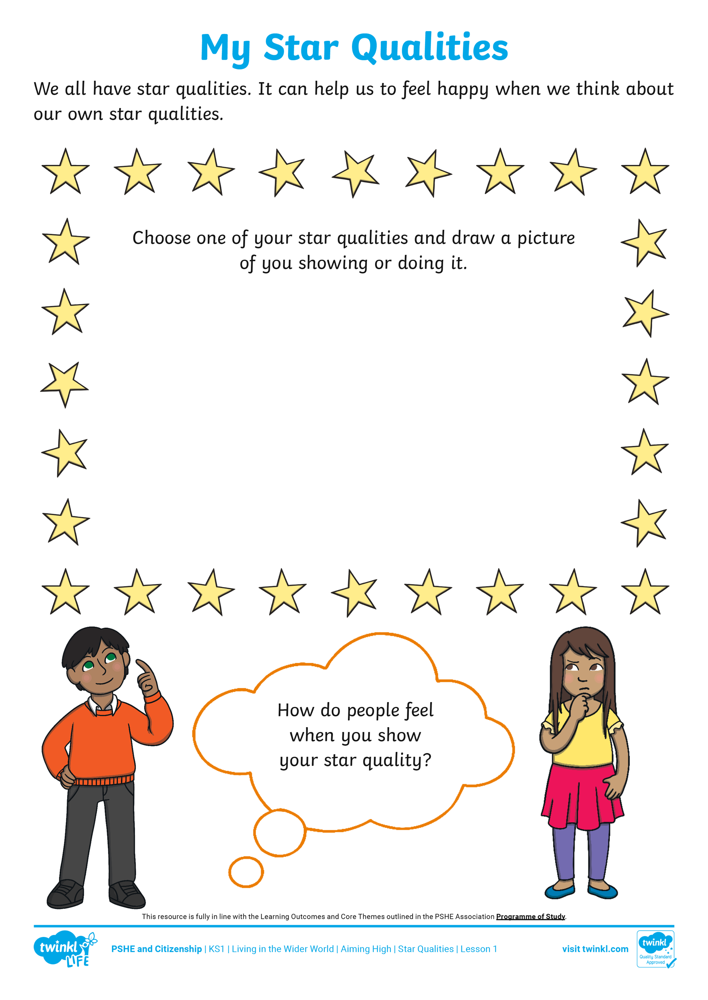 My Star Qualities
We all have star qualities. It can help us to feel happy when we think about
our own star qualities.
Choose one of your star qualities and draw a picture
of you showing or doing it.
How do people feel
when you show
your star quality?
This resource is fully in line with the Learning Outcomes and Core Themes outlined in the PSHE Association Programme of Study.
twinkl
LIFE
PSHE and Citizenship | KS1 | Living in the Wider World | Aiming High | Star Qualities | Lesson 1
visit twinkl.com
twinkl
Quality Standard
Approved